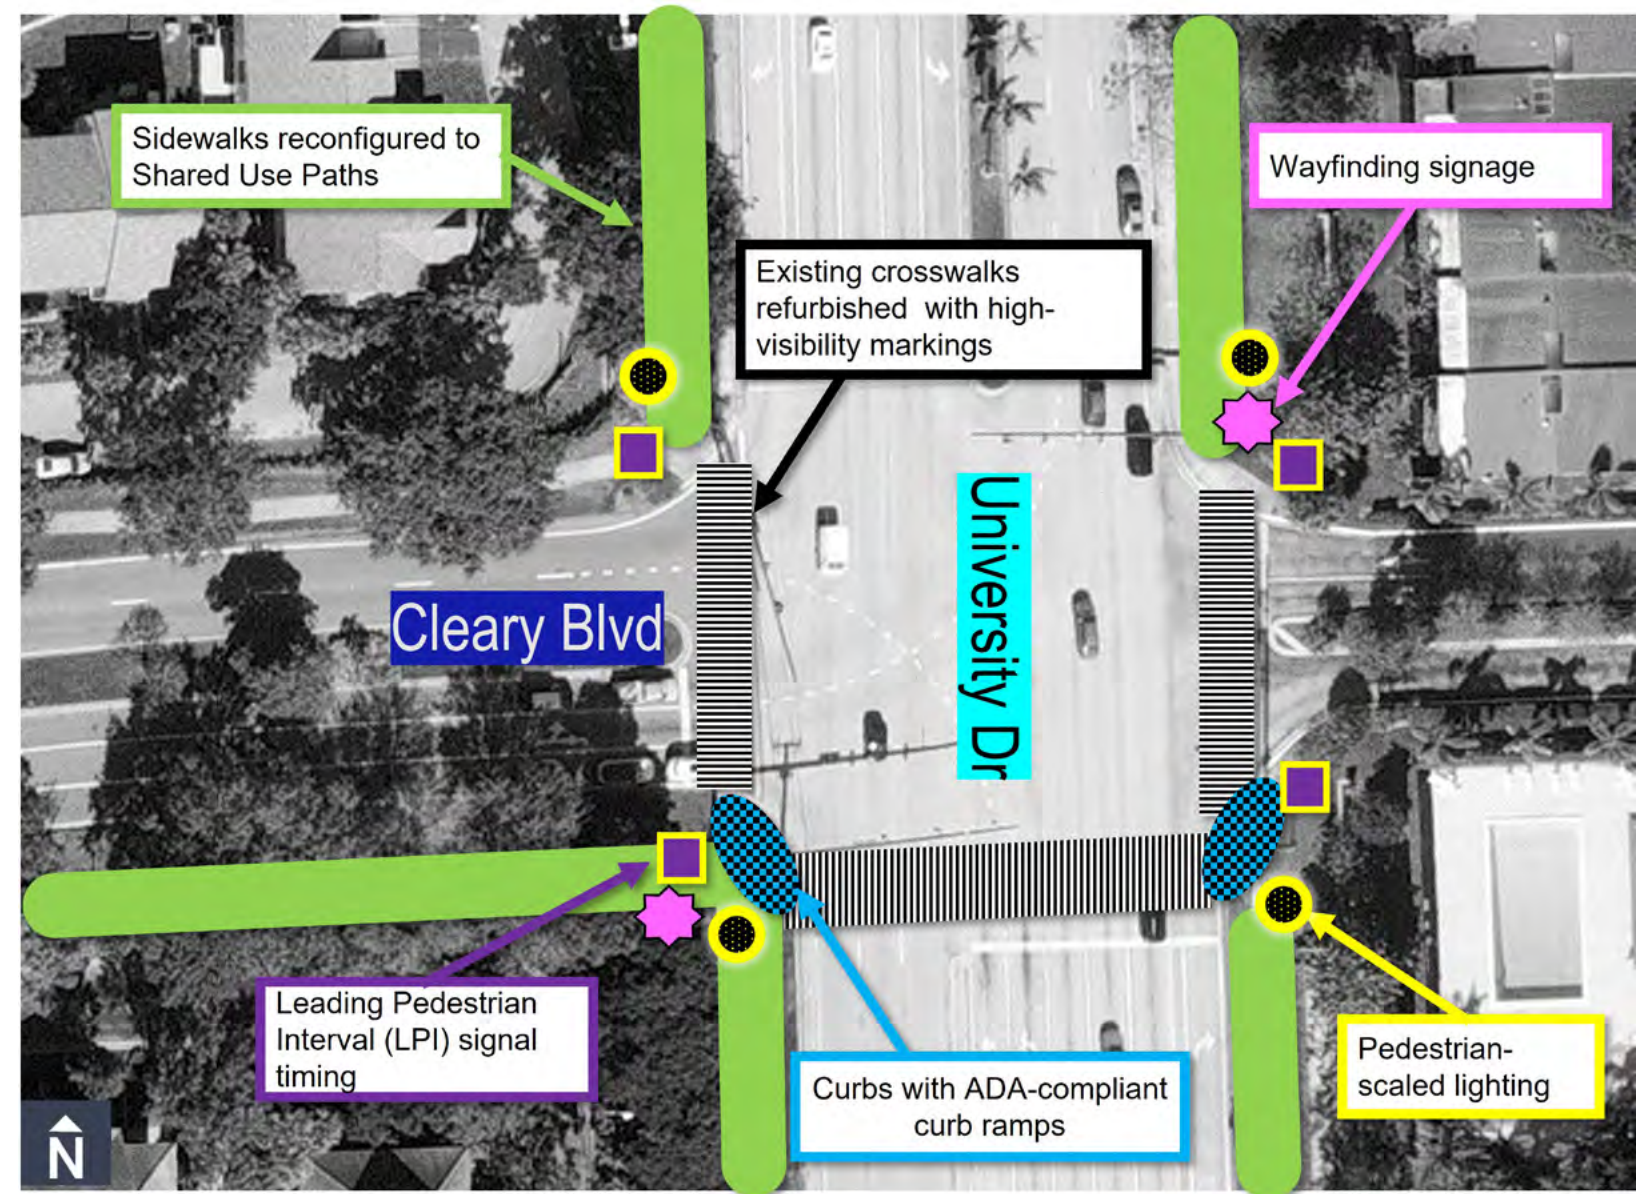 Sidewalks reconfigured to
Shared Use Paths
Wayfinding signage
Existing crosswalks
refurbished  with high-
visibility markings
University Dr
Cleary Blvd
Leading Pedestrian
Interval (LPI) signal
timing
Curbs with ADA-compliant
curb ramps
Pedestrian-
scaled lighting
N